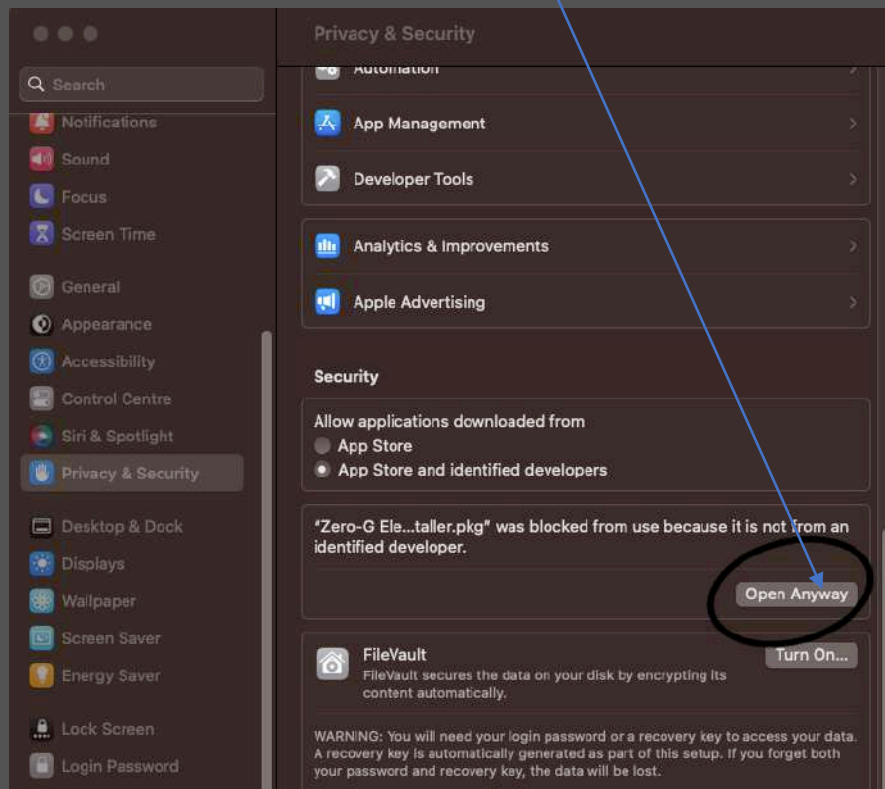 Privacy & Security
Search
Notifications
Sound
Focus
Screen Time
General
Appearance
Accessibility
Control Centre
Siri & Spotlight
Privacy & Security
Desktop & Dock
Displays
Wallpaper
Screen Saver
Energy Saver
Lock Screen
Login Password
Automation
App Management
Developer Tools
Analytics & Improvements
Apple Advertising
Security
Allow applications downloaded from
App Store
App Store and identified developers
"Zero-G Ele...taller.pkg" was blocked from use because it is not from an
identified developer.
Open Anyway
FileVault
Turn On...
FileVault secures the data on your disk by encrypting its
content automatically.
WARNING: You will need your login password or a recovery key to access your data.
A recovery key is automatically generated as part of this setup. If you forget both
your password and recovery key, the data will be lost.